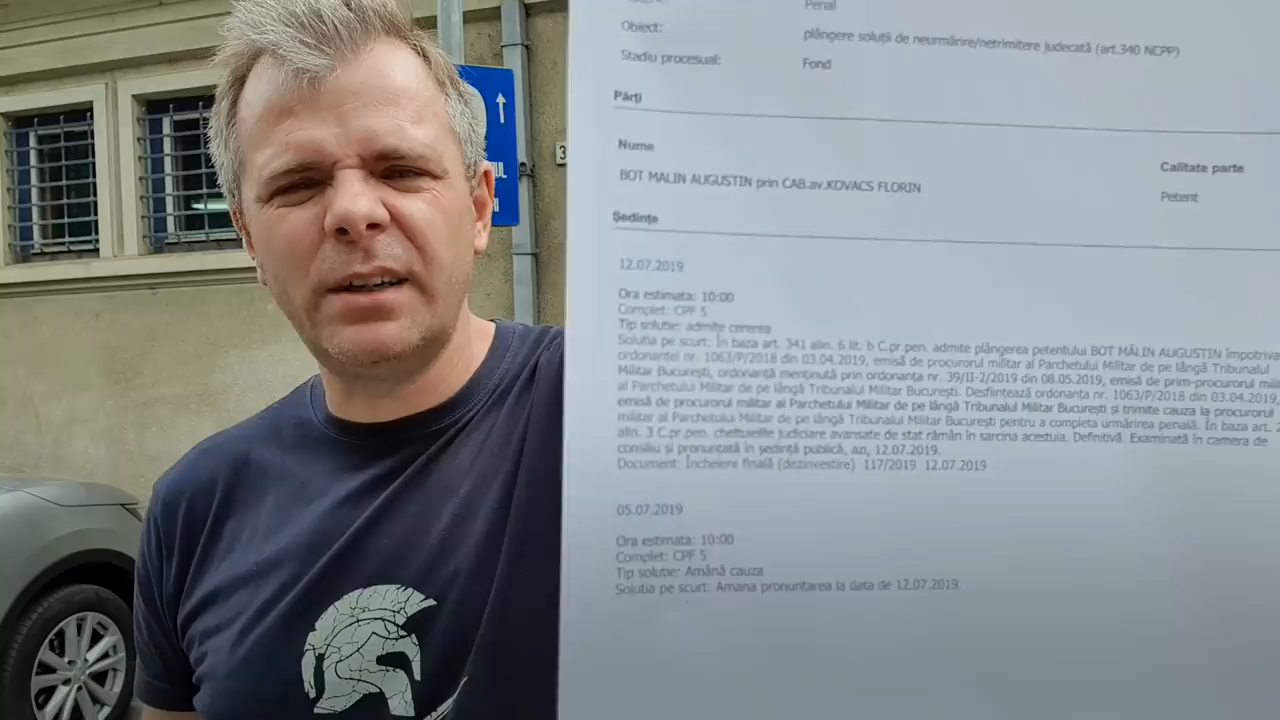 Penal
Obiect:
plângere soluţii de neurmărire/netrimitere judecată (art.340 NCPP)
Stadiu procesual:
Fond
Părţi
Nume
Calitate parte
BOT MALIN AUGUSTIN prin CAB.av.KOVACS FLORIN
Petent
Şedinţe
12.07.2019
Ora estimata: 10:00
Complet: CPF 5
Tip solutie: admite cererea
Solutia pe scurt: În baza art. 341 alin. 6 lit. b C.pr.pen. admite plângerea petentului BOT MĂLIN AUGUSTIN împotriva
ordonanţei nr. 1063/P/2018 din 03.04.2019, emisă de procurorul militar al Parchetului Militar de pe lângă Tribunalul
Militar Bucureşti, ordonanţă menţinută prin ordonanţa nr. 39/II-2/2019 din 08.05.2019, emisă de prim-procurorul
al Parchetului Militar de pe lângă Tribunalul Militar Bucureşti. Desfiinţează ordonanţa nr. 1063/P/2018 din 03.04.2019,
emisă de procurorul militar al Parchetului Militar de pe lângă Tribunalul Militar Bucureşti şi trimite cauza la procurorul
militar al Parchetului Militar de pe lângă Tribunalul Militar Bucureşti pentru a completa urmărirea penală. În baza art.
alin. 3 C.pr.pen. cheltuielile judiciare avansate de stat rămân în sarcina acestuia. Definitivă. Examinată în camera de
consiliu şi pronunţată în şedinţă publică, azi, 12.07.2019.
Document: Încheiere finală (dezinvestire) 117/2019 12.07.2019
05.07.2019
Ora estimata: 10:00
Complet: CPF 5
Tip solutie: Amână cauza
Solutia pe scurt: Amana pronuntarea la data de 12.07.2019.
3